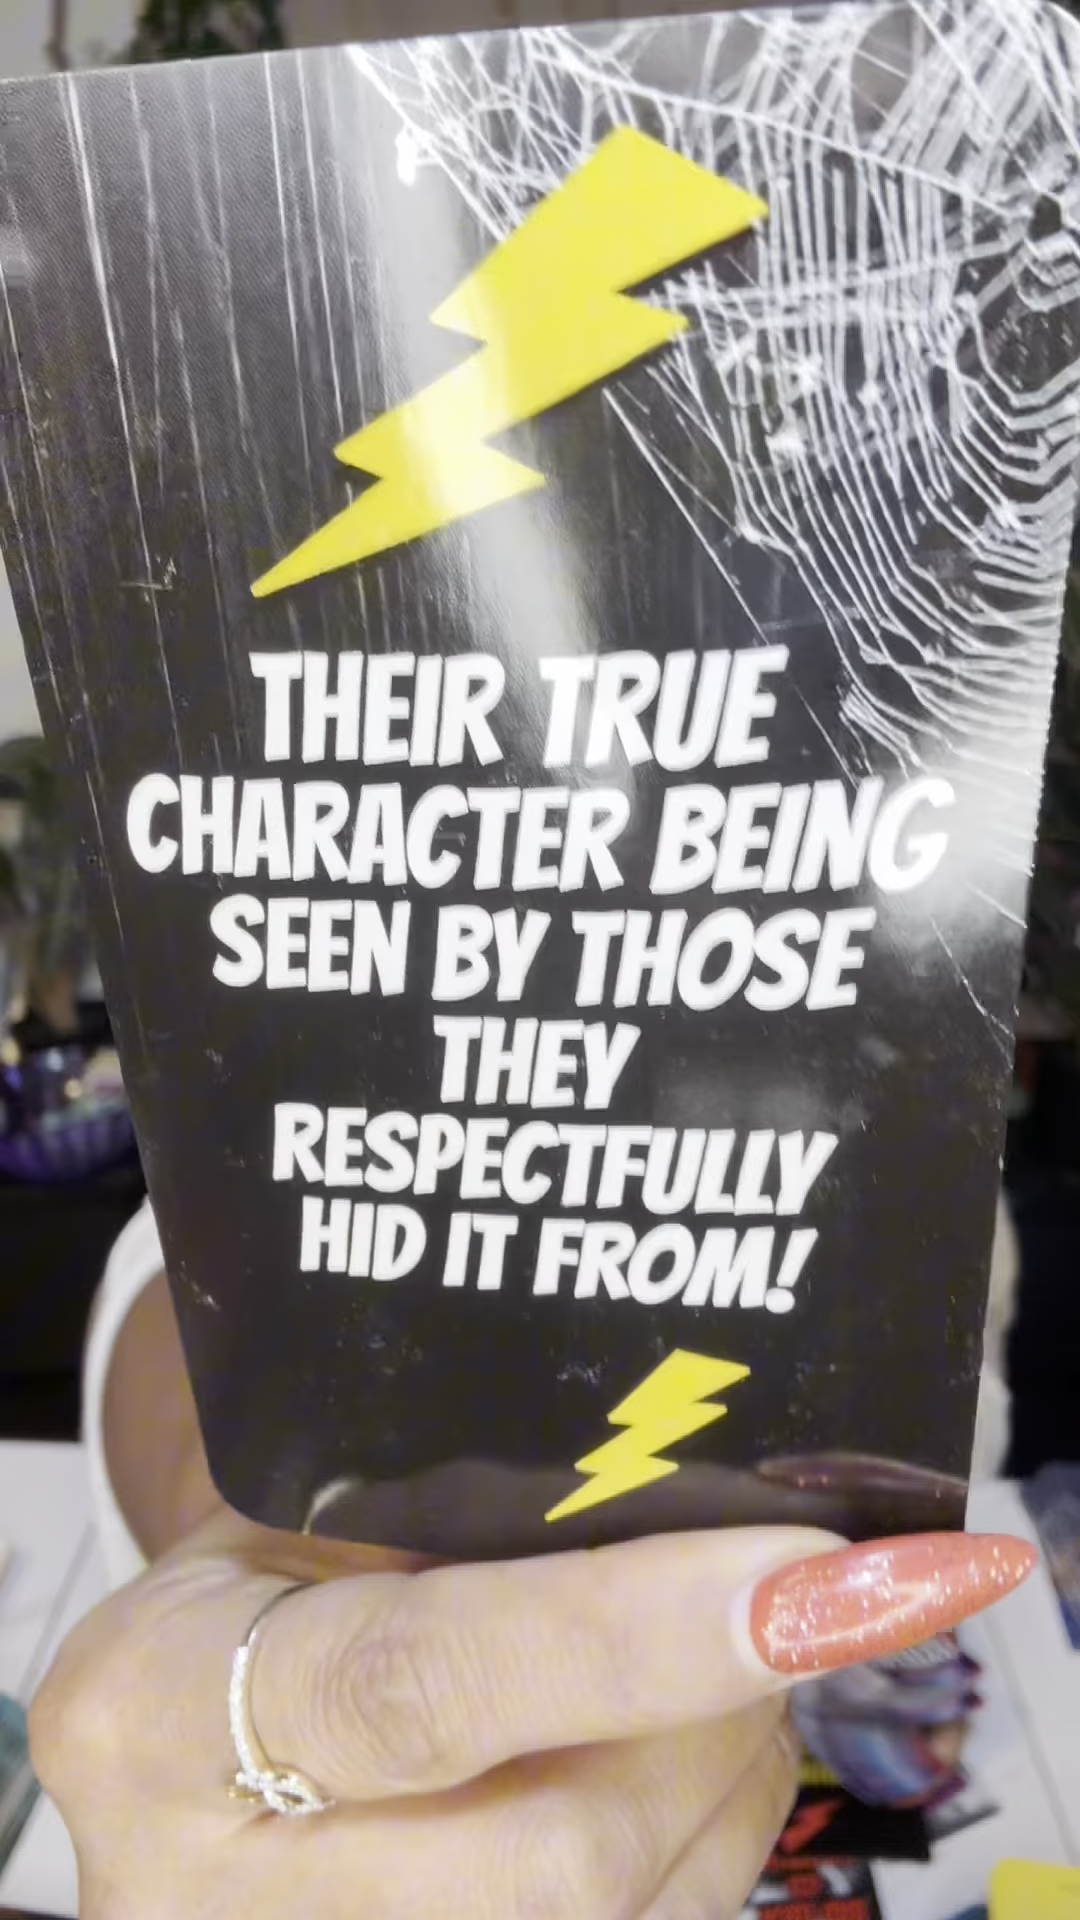 THEIR TRUE
CHARACTER BEING
SEEN BY THOSE
THEY
RESPECTFULLY
HID IT FROM!